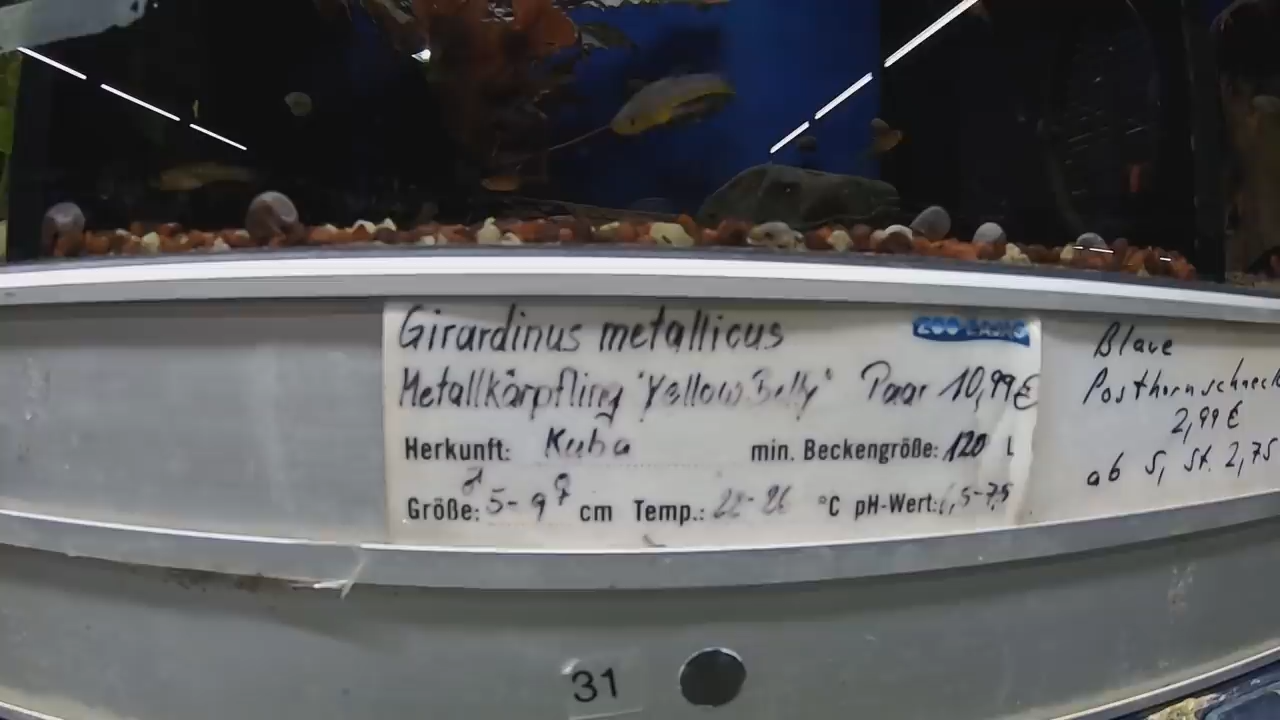 Girardinus metallicus
Metallkärpfling "Yellow Belly" Paar 10,99€
Herkunft: Kuba min. Beckengröße: 120 L
♂ ♀
Größe: 5-9 cm Temp.: 22-26 °C pH-Wert: 6,5-7,5
Blaue
Posthornschneck
2,99 €
ab 5, St. 2,75
31